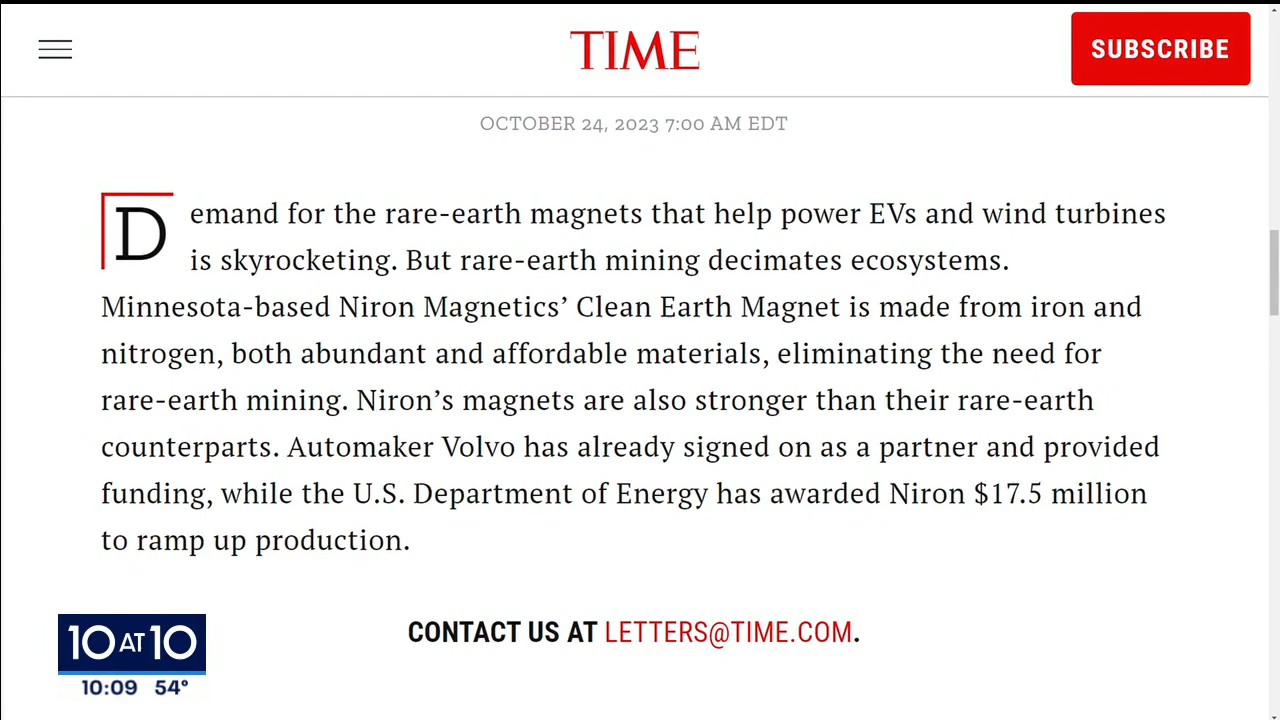 TIME
SUBSCRIBE
OCTOBER 24, 2023 7:00 AM EDT
Demand for the rare-earth magnets that help power EVs and wind turbines
is skyrocketing. But rare-earth mining decimates ecosystems.
Minnesota-based Niron Magnetics’ Clean Earth Magnet is made from iron and
nitrogen, both abundant and affordable materials, eliminating the need for
rare-earth mining. Niron’s magnets are also stronger than their rare-earth
counterparts. Automaker Volvo has already signed on as a partner and provided
funding, while the U.S. Department of Energy has awarded Niron $17.5 million
to ramp up production.
CONTACT US AT LETTERS@TIME.COM.
10 AT 10
10:09 54°